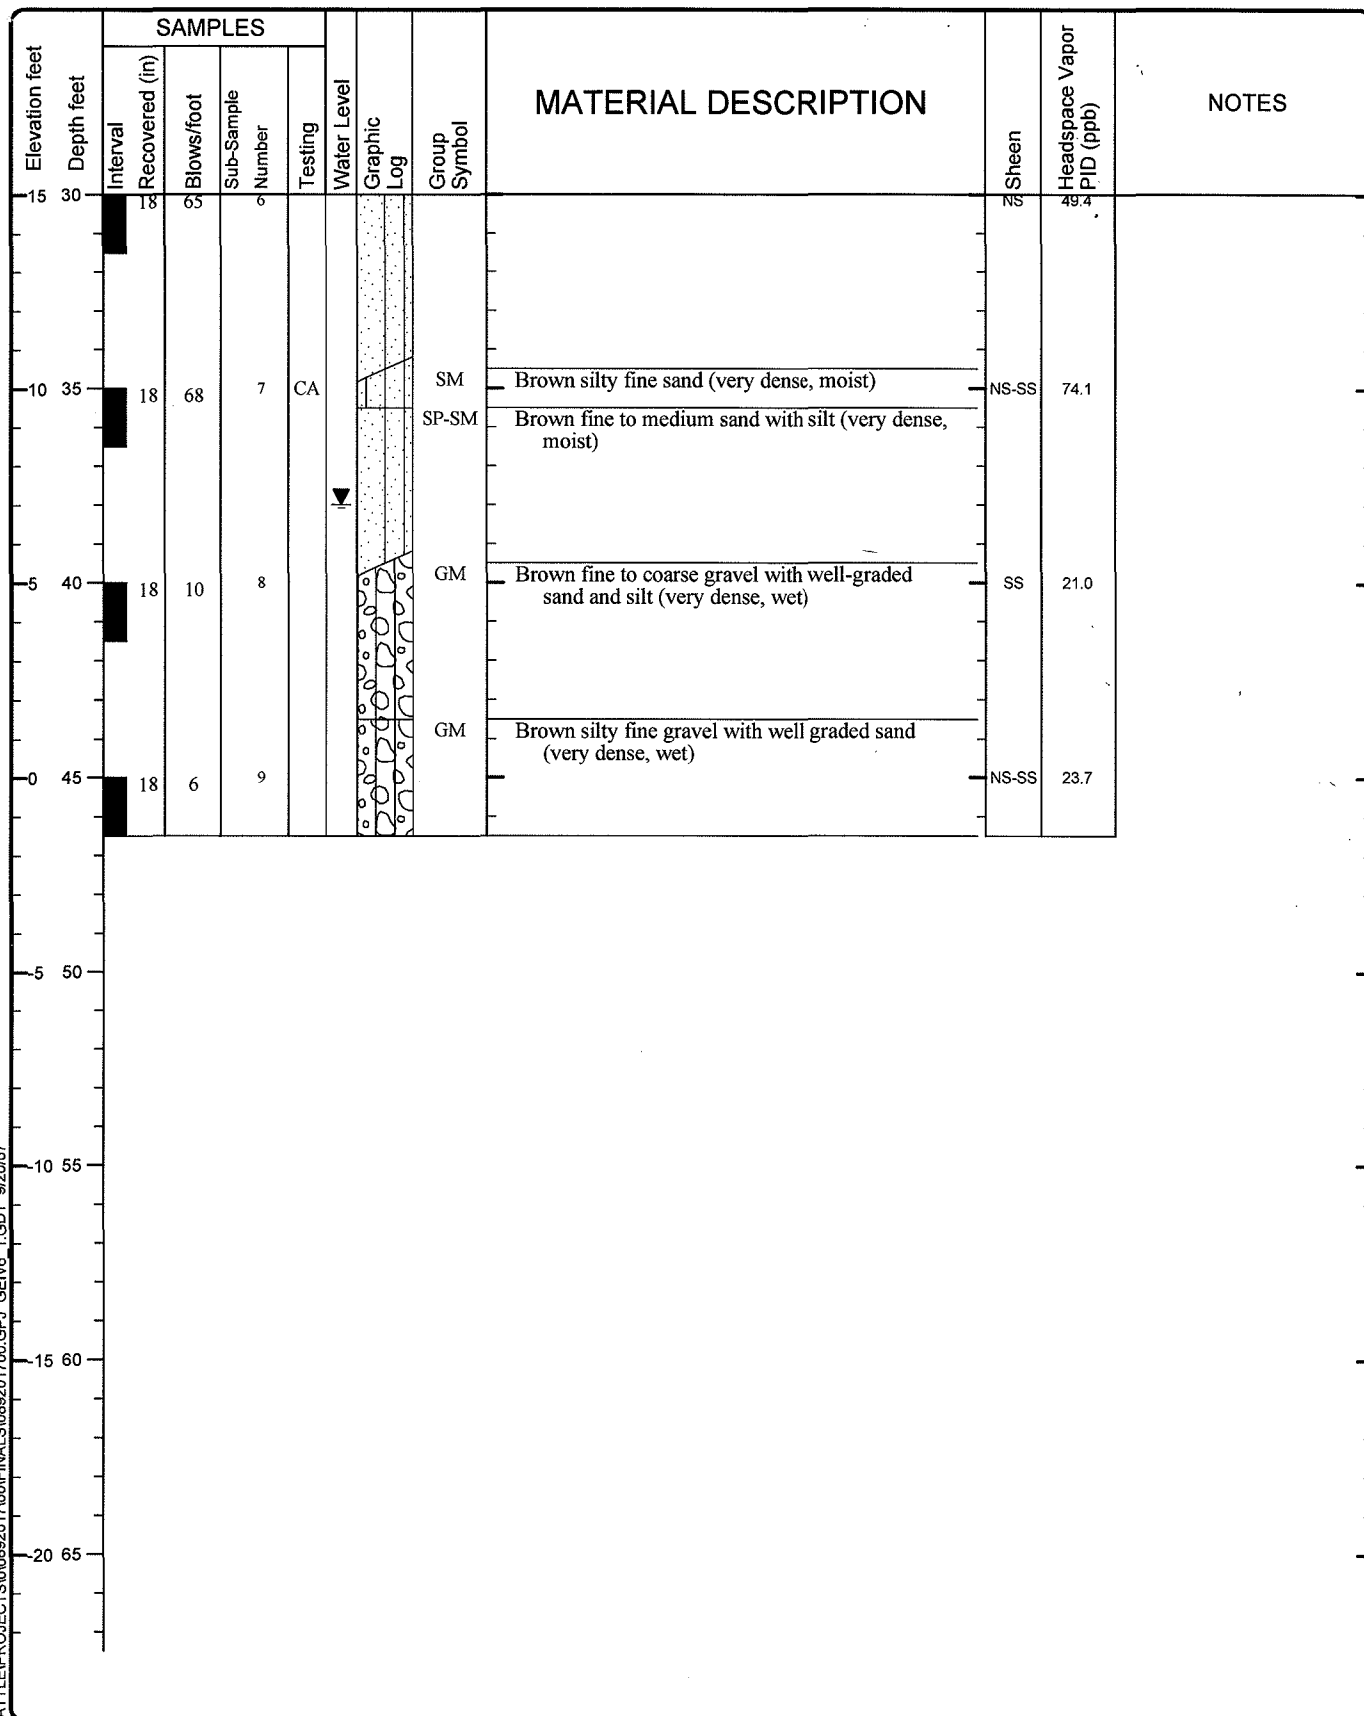 SAMPLES
Elevation feet
Depth feet
Interval
Recovered (in)
Blows/foot
Sub-Sample
Number
Testing
Water Level
Graphic
Log
Group
Symbol
MATERIAL DESCRIPTION
Sheen
Headspace Vapor
PID (ppb)
NOTES
15 30 18 65 6 NS 49.4
SM Brown silty fine sand (very dense, moist)
10 35 18 68 7 CA NS-SS 74.1
SP-SM Brown fine to medium sand with silt (very dense,
moist)
GM Brown fine to coarse gravel with well-graded
5 40 18 10 8 SS 21.0
sand and silt (very dense, wet)
GM Brown silty fine gravel with well graded sand
(very dense, wet)
0 45 18 6 9 NS-SS 23.7
-5 50
-10 55
-15 60
-20 65